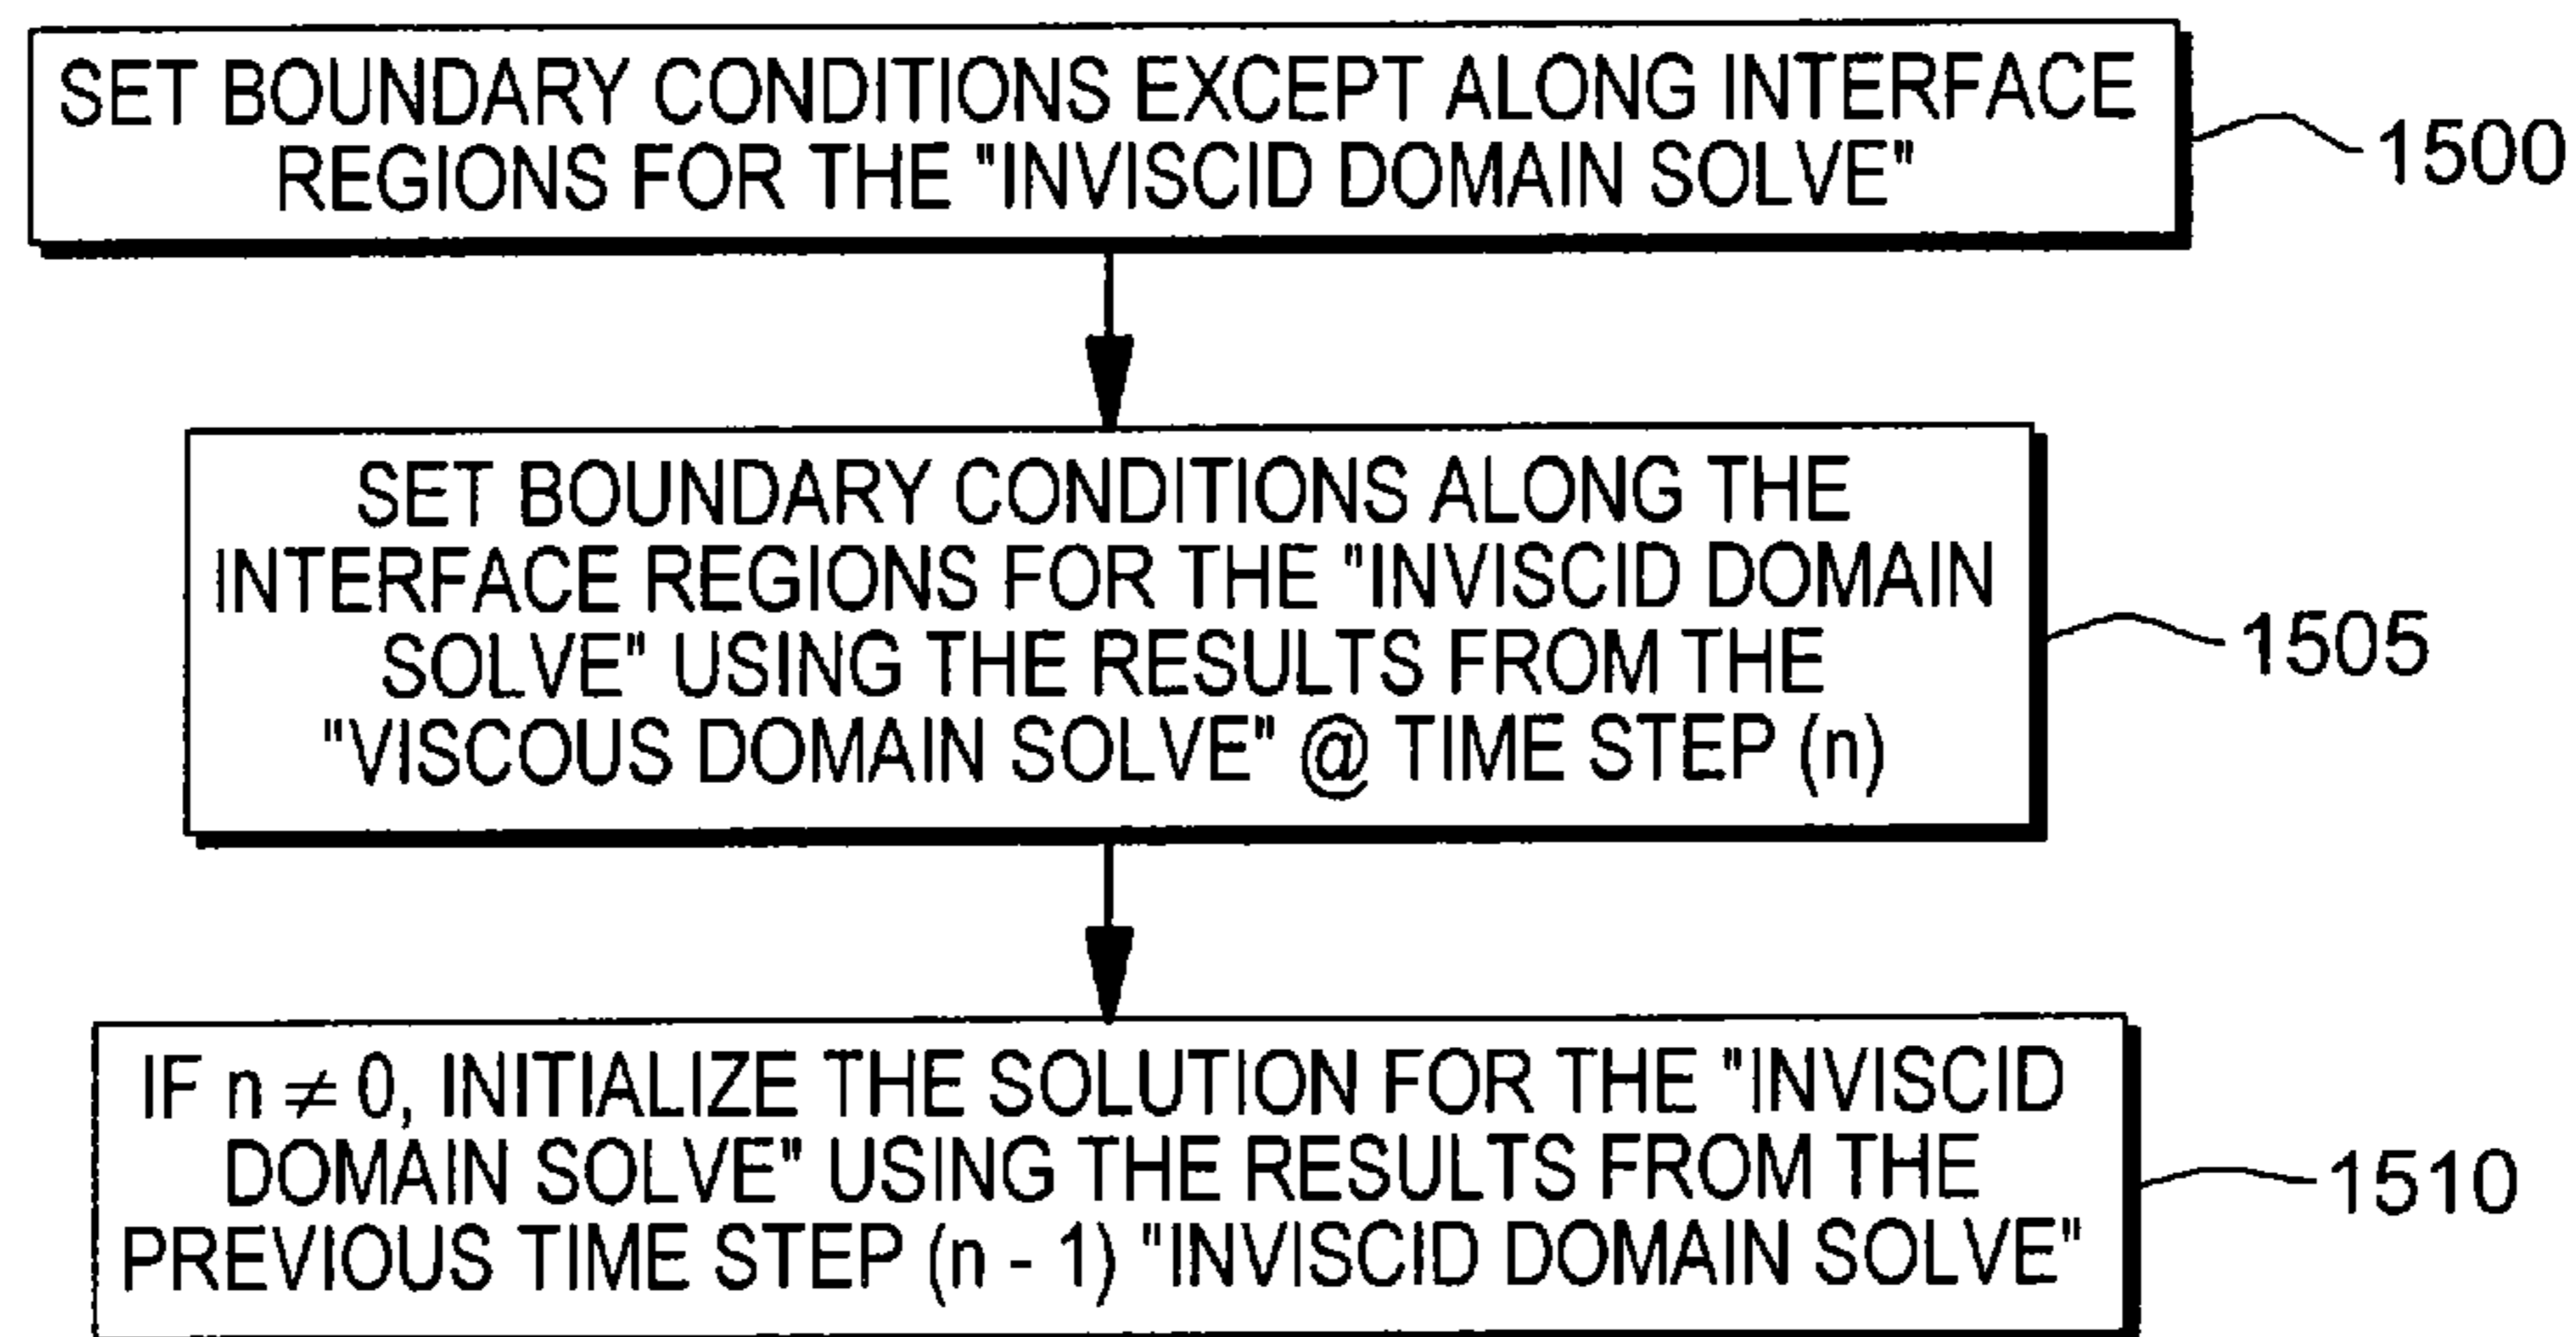 SET BOUNDARY CONDITIONS EXCEPT ALONG INTERFACE
REGIONS FOR THE "INVISCID DOMAIN SOLVE"
1500
SET BOUNDARY CONDITIONS ALONG THE
INTERFACE REGIONS FOR THE "INVISCID DOMAIN
SOLVE" USING THE RESULTS FROM THE
"VISCOUS DOMAIN SOLVE" @ TIME STEP (n)
1505
IF n ≠ 0, INITIALIZE THE SOLUTION FOR THE "INVISCID
DOMAIN SOLVE" USING THE RESULTS FROM THE
PREVIOUS TIME STEP (n - 1) "INVISCID DOMAIN SOLVE"
1510